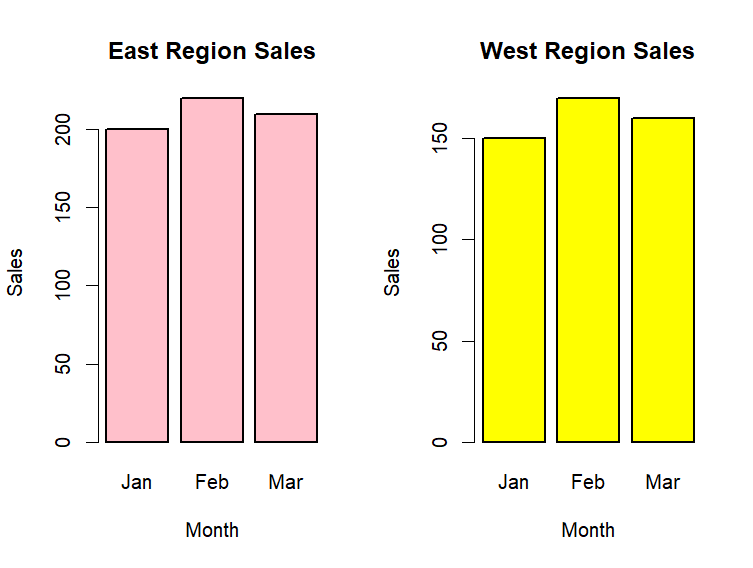 East Region Sales
200
150
100
50
0
Sales
Jan Feb Mar
Month
West Region Sales
150
100
50
0
Sales
Jan Feb Mar
Month